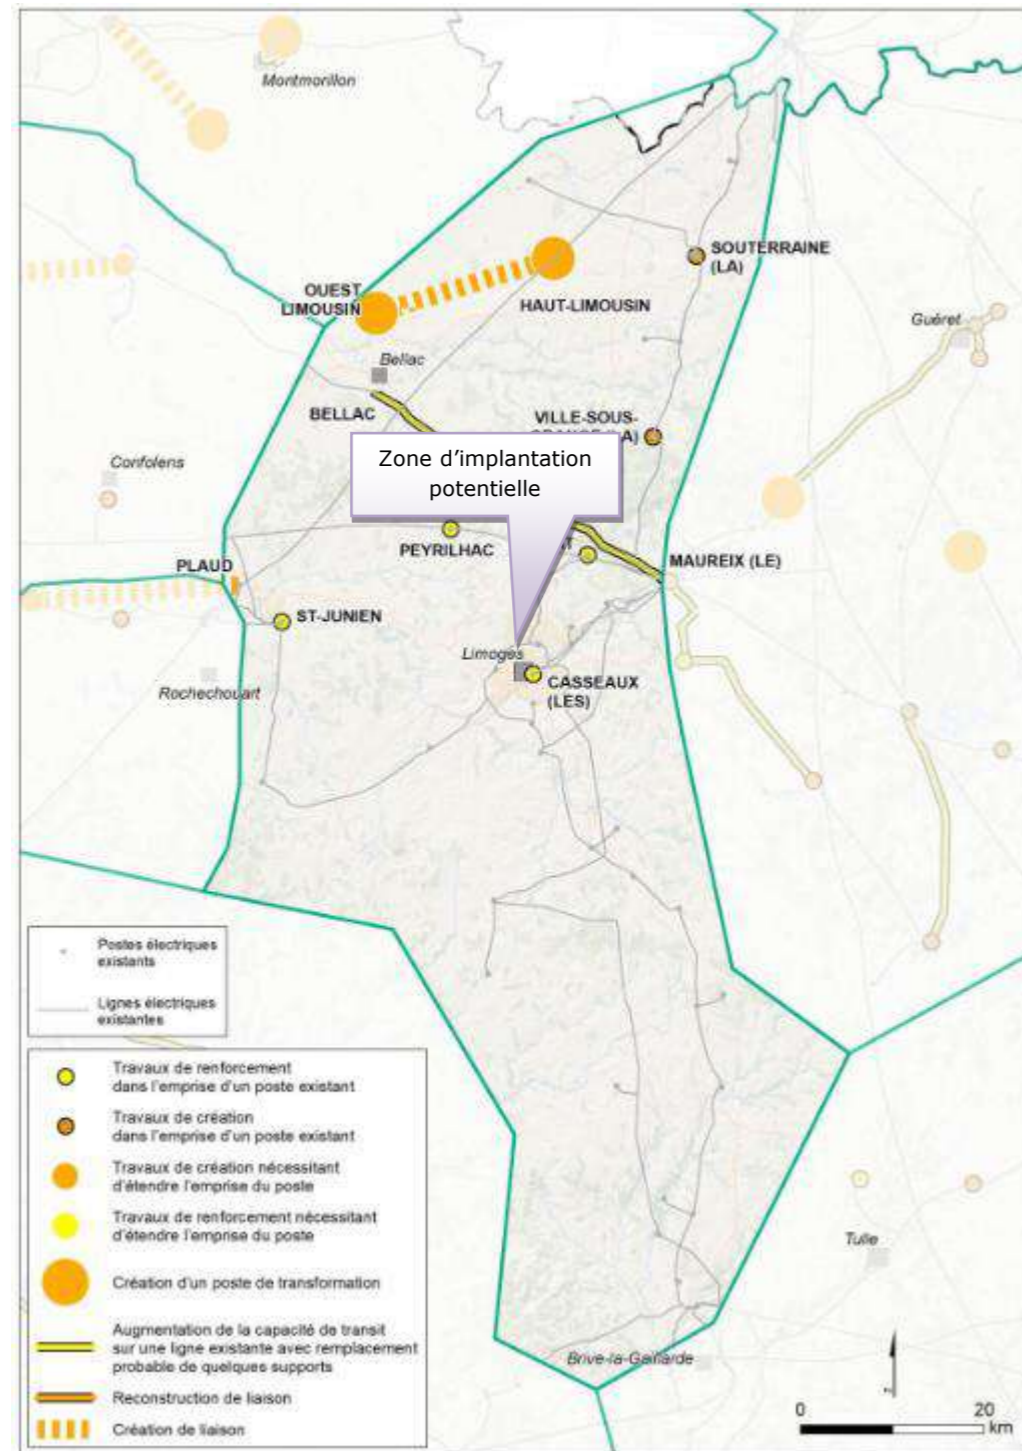 Montmorillon
SOUTERRAINE
(LA)
OUEST
LIMOUSIN
HAUT-LIMOUSIN
Guéret
Bellac
BELLAC
VILLE-SOUS-
Confolens
Zone d'implantation
potentielle
PEYRILHAC
MAUREIX (LE)
PLAUD
ST-JUNIEN
Limoges
Rochechouart
CASSEAUX
(LES)
Postes électriques
existants
Lignes électriques
existantes
Travaux de renforcement
dans l'emprise d'un poste existant
Travaux de création
dans l'emprise d'un poste existant
Travaux de création nécessitant
d'étendre l'emprise du poste
Travaux de renforcement nécessitant
d'étendre l'emprise du poste
Création d'un poste de transformation
Augmentation de la capacité de transit
sur une ligne existante avec remplacement
probable de quelques supports
Reconstruction de liaison
Création de liaison
Tulle
Brive-la-Gaillarde
0 20
km